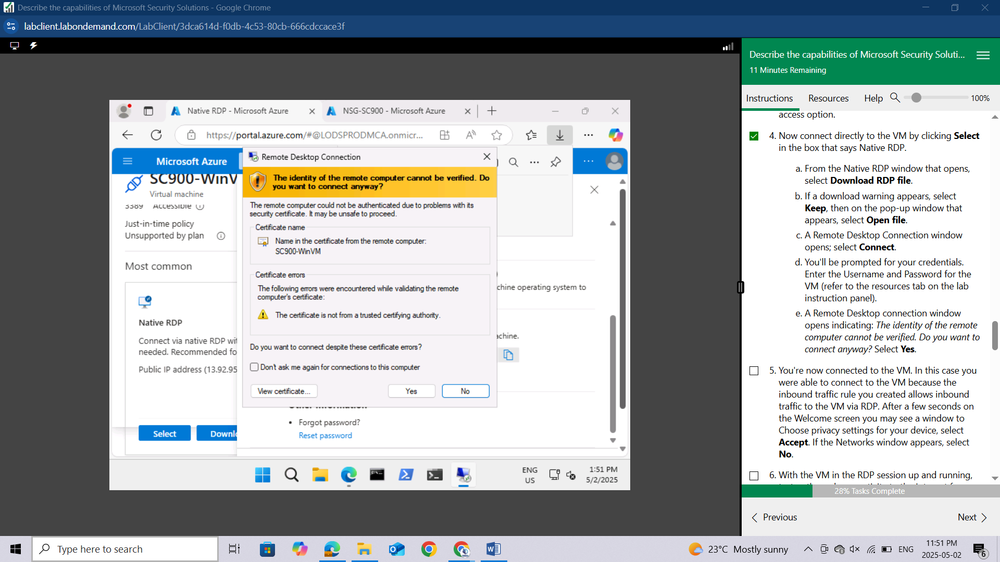 Describe the capabilities of Microsoft Security Solutions - Google Chrome
labclient.labondemand.com/LabClient/3dca614d-f0db-4c53-80cb-666cdccace3f
Native RDP - Microsoft Azure
NSG-SC900 - Microsoft Azure
https://portal.azure.com/#@LODSPRODMCA.onmicr...
Microsoft Azure
SC900-WinV
Virtual machine
3389 Accessible
Just-in-time policy
Unsupported by plan
Most common
Native RDP
Connect via native RDP wit
needed. Recommended fo
Public IP address (13.92.95
Select
Downl
Remote Desktop Connection
The identity of the remote computer cannot be verified. Do
you want to connect anyway?
The remote computer could not be authenticated due to problems with its
security certificate. It may be unsafe to proceed.
Certificate name
Name in the certificate from the remote computer:
SC900-WinVM
Certificate errors
The following errors were encountered while validating the remote
computer's certificate:
The certificate is not from a trusted certifying authority.
Do you want to connect despite these certificate errors?
Don't ask me again for connections to this computer
View certificate...
Yes
No
chine operating system to
achine.
Other information
• Forgot password?
Reset password
ENG
US
1:51 PM
5/2/2025
Describe the capabilities of Microsoft Security Soluti...
11 Minutes Remaining
Instructions
Resources
Help
100%
access option.
4. Now connect directly to the VM by clicking Select
in the box that says Native RDP.
a. From the Native RDP window that opens,
select Download RDP file.
b. If a download warning appears, select
Keep, then on the pop-up window that
appears, select Open file.
c. A Remote Desktop Connection window
opens; select Connect.
d. You'll be prompted for your credentials.
Enter the Username and Password for the
VM (refer to the resources tab on the lab
instruction panel).
e. A Remote Desktop connection window
opens indicating: The identity of the remote
computer cannot be verified. Do you want to
connect anyway? Select Yes.
5. You're now connected to the VM. In this case you
were able to connect to the VM because the
inbound traffic rule you created allows inbound
traffic to the VM via RDP. After a few seconds on
the Welcome screen you may see a window to
Choose privacy settings for your device, select
Accept. If the Networks window appears, select
No.
6. With the VM in the RDP session up and running,
28% Tasks Complete
Previous
Next
Type here to search
23°C Mostly sunny
ENG
11:51 PM
2025-05-02
6